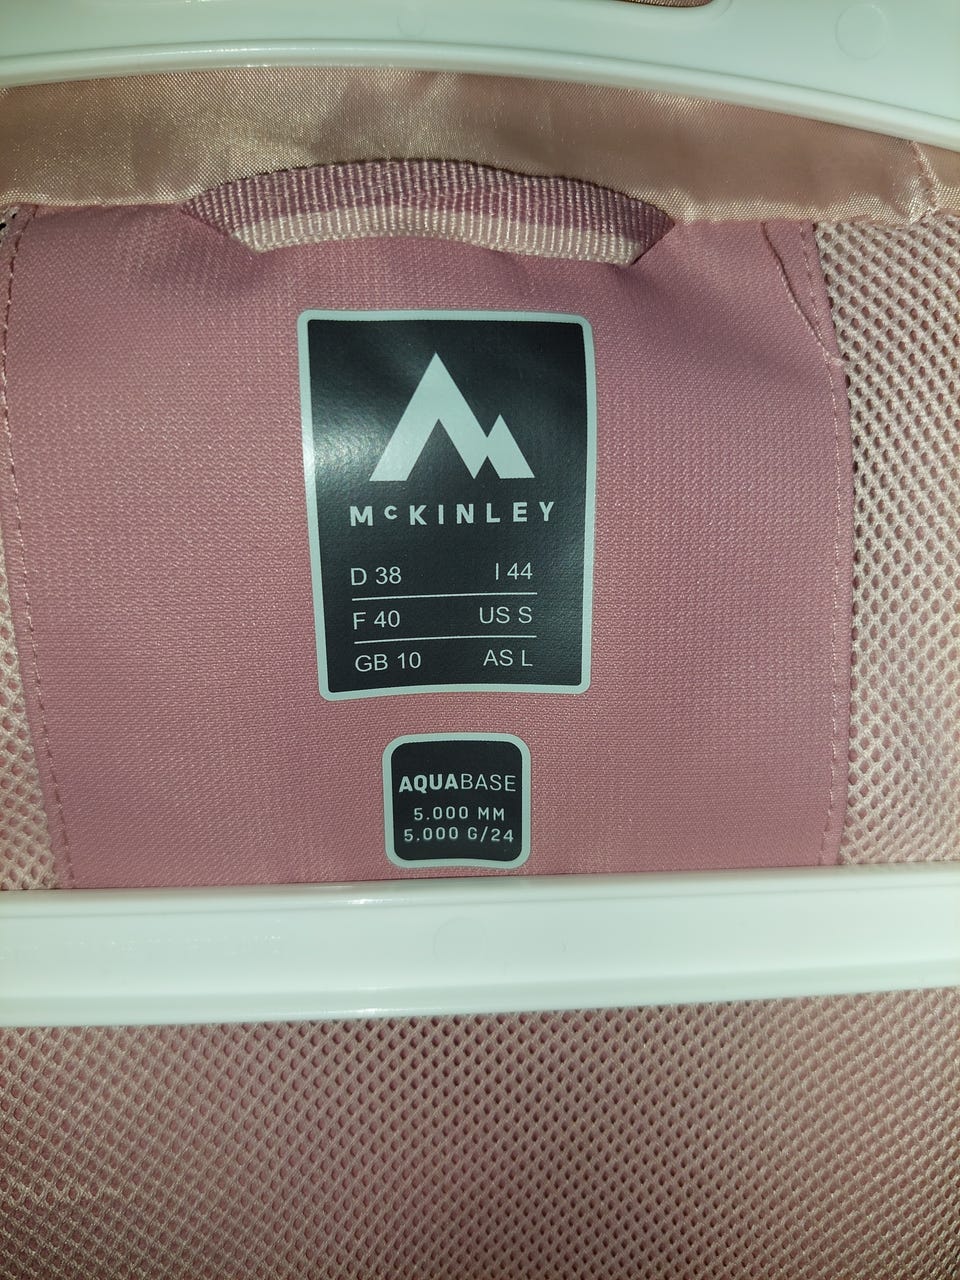 McKINLEY
D 38 I 44
F 40 US S
GB 10 AS L
AQUABASE
5.000 MM
5.000 G/24